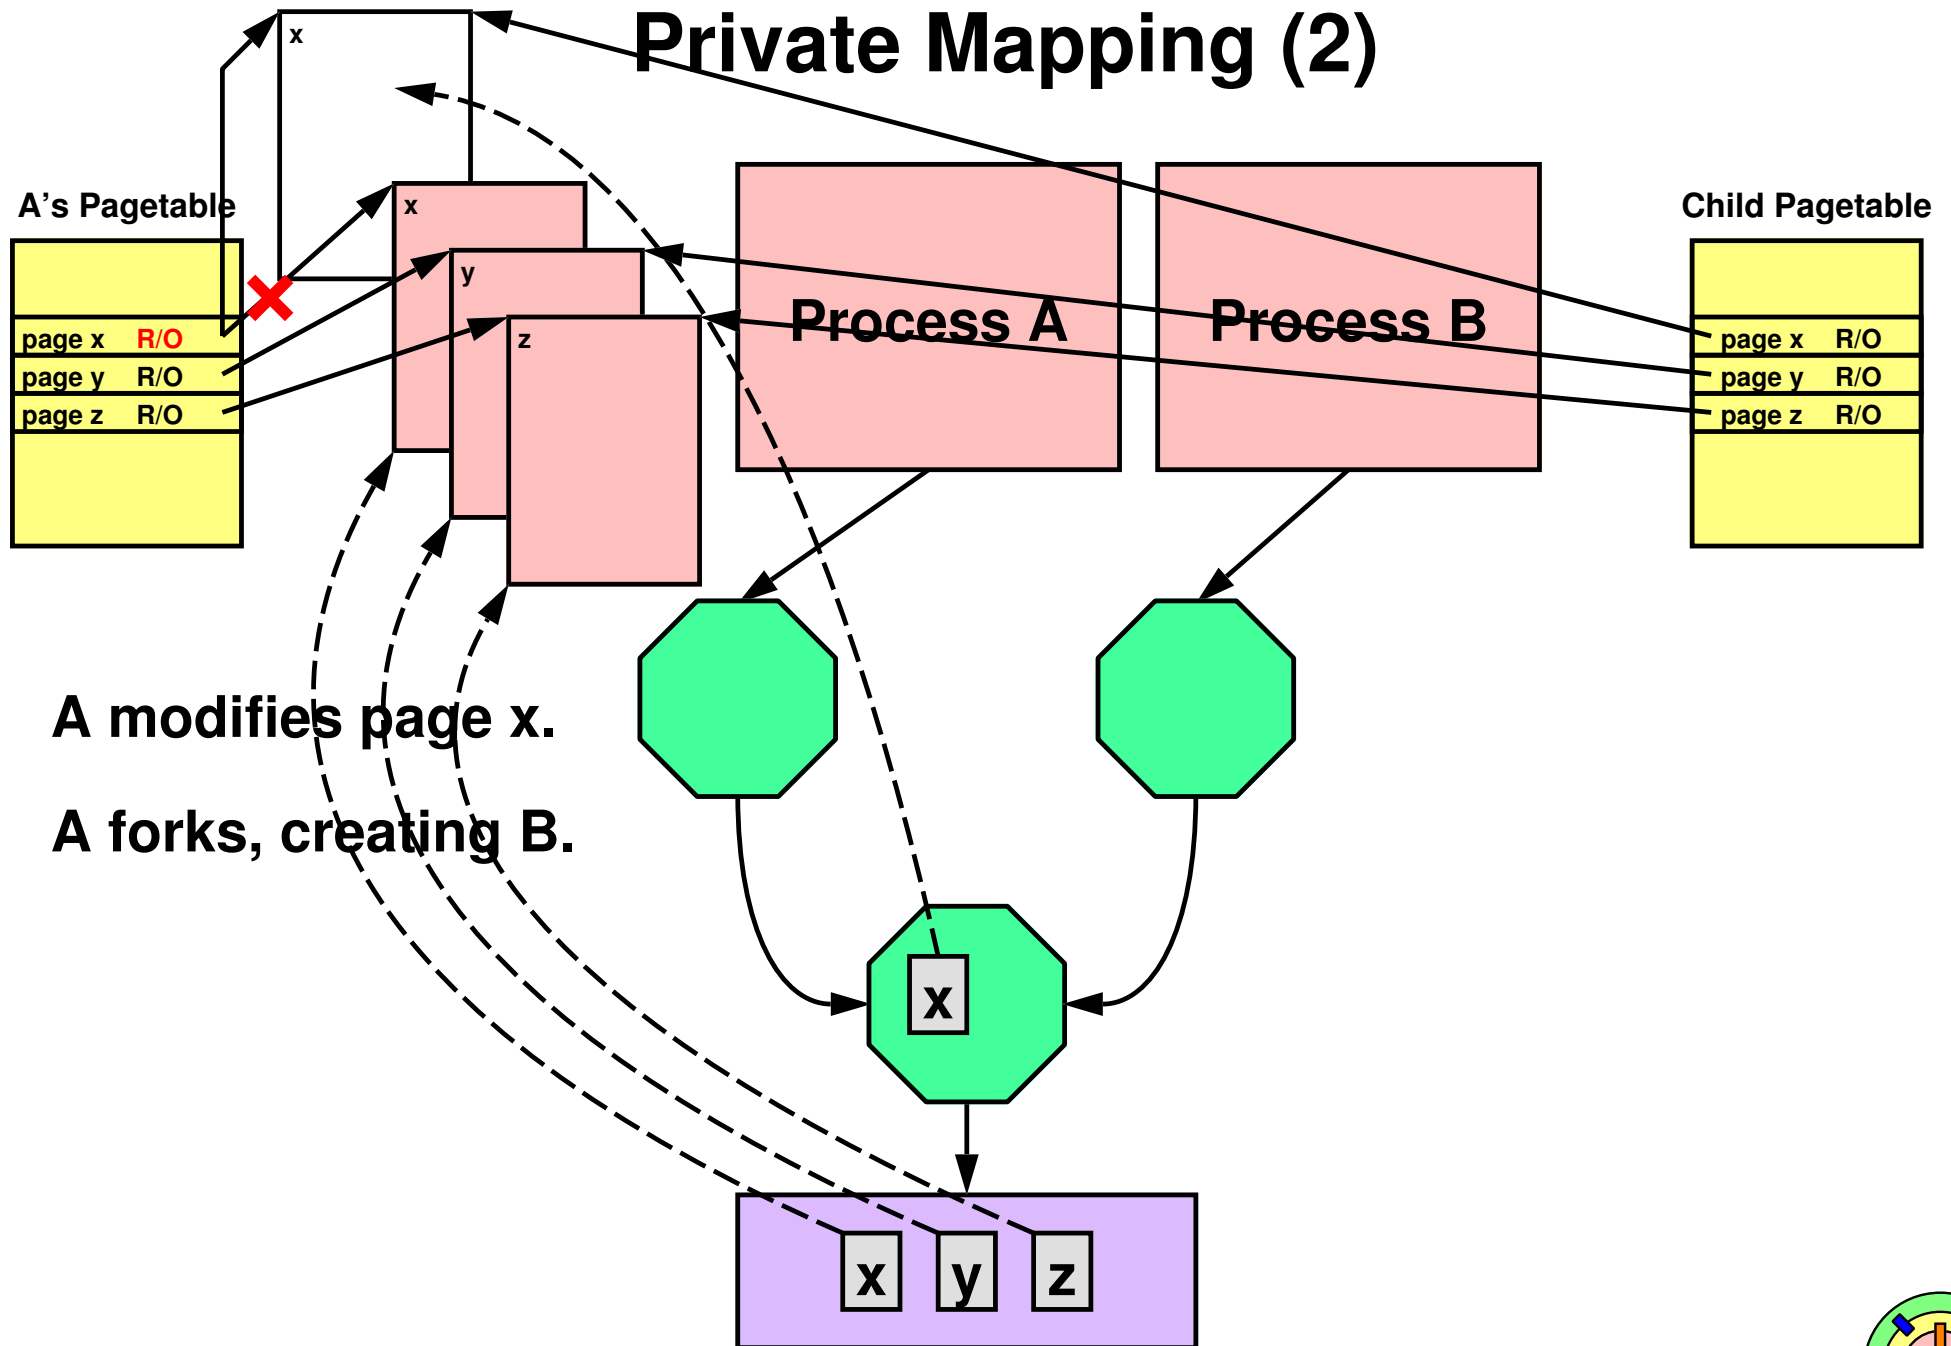 Private Mapping (2)
x
A's Pagetable
x
Child Pagetable
y
z
Process A
Process B
page x R/O
page y R/O
page z R/O
page x R/O
page y R/O
page z R/O
A modifies page x.
A forks, creating B.
x
x y z